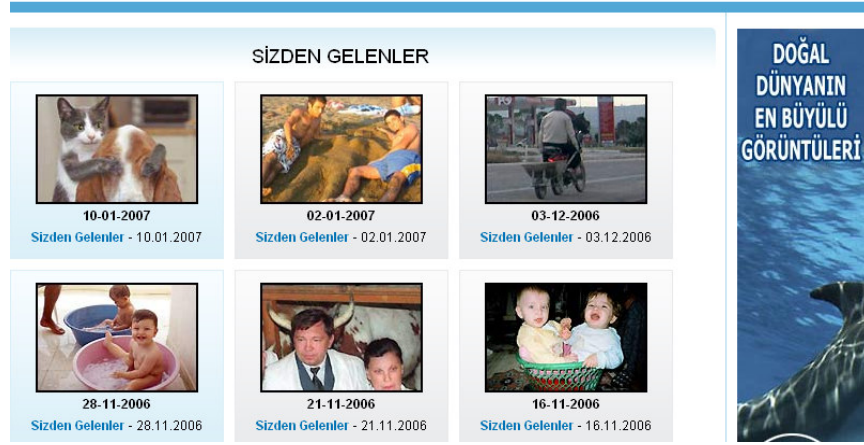 SİZDEN GELENLER
10-01-2007
Sizden Gelenler - 10.01.2007
02-01-2007
Sizden Gelenler - 02.01.2007
03-12-2006
Sizden Gelenler - 03.12.2006
28-11-2006
Sizden Gelenler - 28.11.2006
21-11-2006
Sizden Gelenler - 21.11.2006
16-11-2006
Sizden Gelenler - 16.11.2006
DOĞAL
DÜNYANIN
EN BÜYÜLÜ
GÖRÜNTÜLERİ